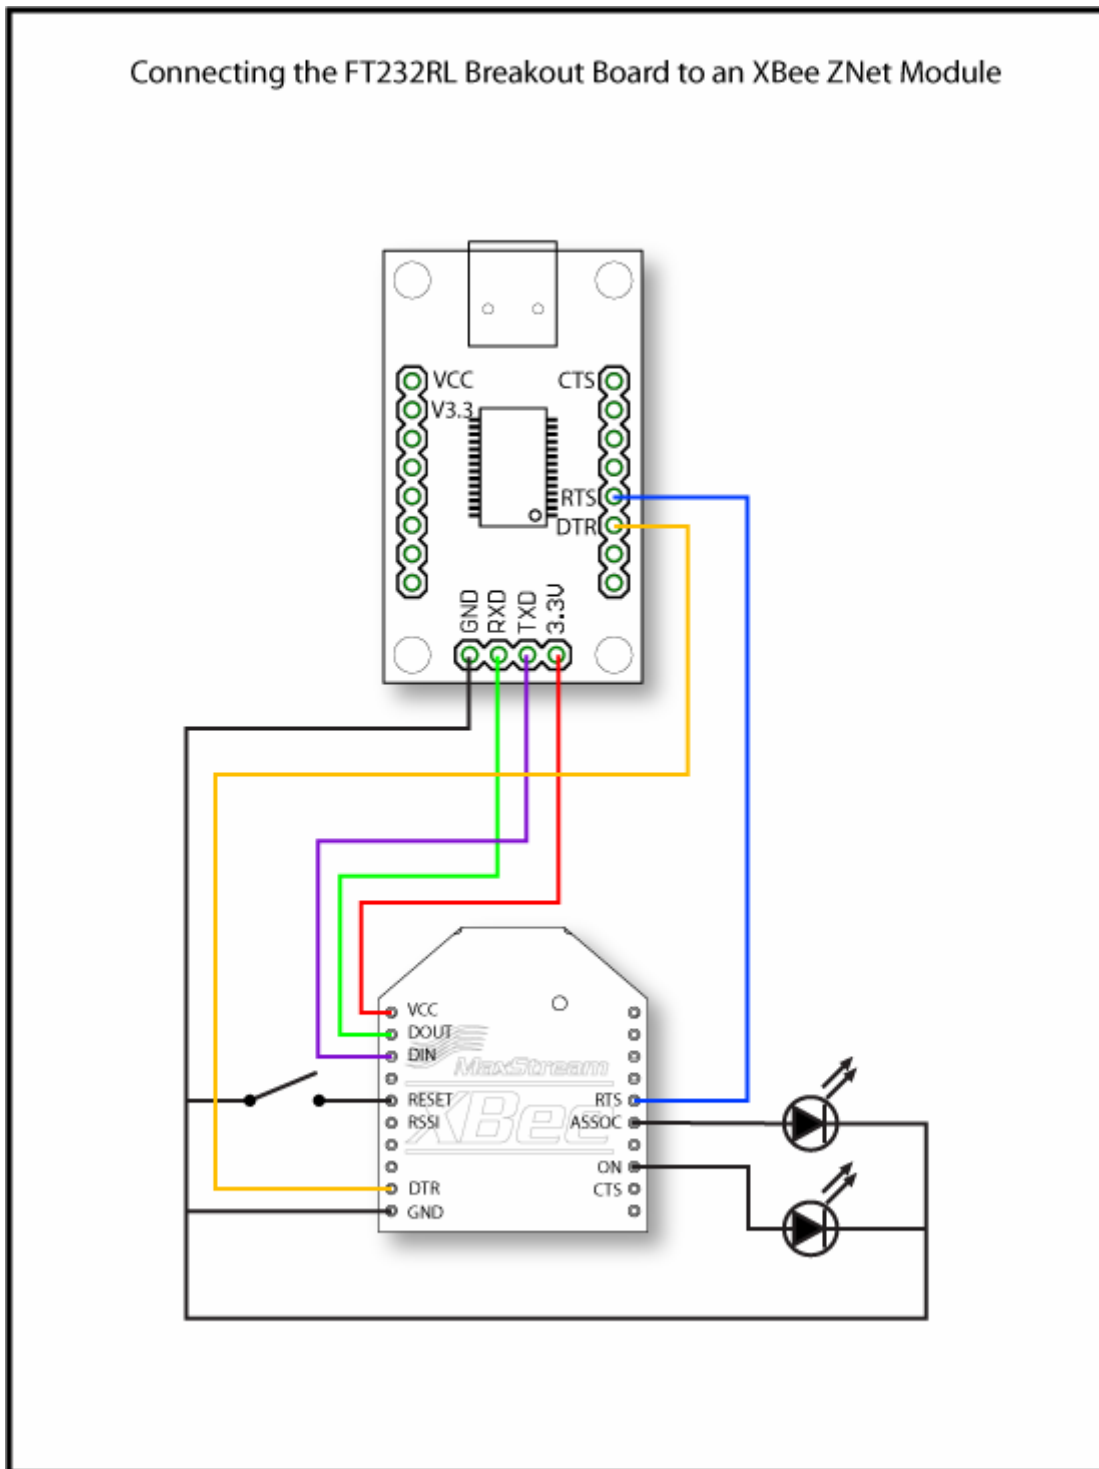 Connecting the FT232RL Breakout Board to an XBee ZNet Module
VCC
CTS
V3.3
RTS
DTR
GND
RXD
TXD
3.3V
VCC
DOUT
DIN
MaxStream
RESET
RTS
XBee
RSSI
ASSOC
ON
DTR
CTS
GND